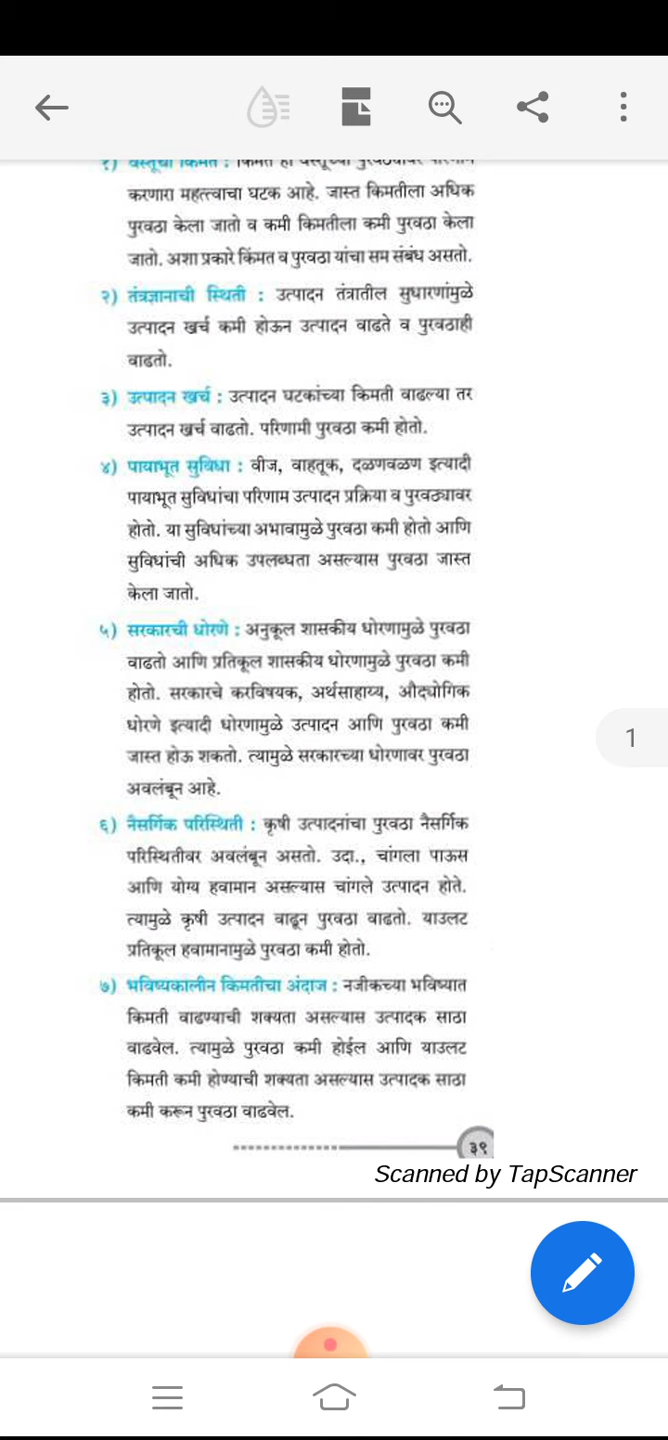 १) वस्तूची किंमत : किंमत हा वस्तूच्या पुरवठ्यावर परिणाम
करणारा महत्त्वाचा घटक आहे. जास्त किमतीला अधिक
पुरवठा केला जातो व कमी किमतीला कमी पुरवठा केला
जातो. अशा प्रकारे किंमत व पुरवठा यांचा सम संबंध असतो.
२) तंत्रज्ञानाची स्थिती : उत्पादन तंत्रातील सुधारणांमुळे
उत्पादन खर्च कमी होऊन उत्पादन वाढते व पुरवठाही
वाढतो.
३) उत्पादन खर्च : उत्पादन घटकांच्या किमती वाढल्या तर
उत्पादन खर्च वाढतो. परिणामी पुरवठा कमी होतो.
४) पायाभूत सुविधा : वीज, वाहतूक, दळणवळण इत्यादी
पायाभूत सुविधांचा परिणाम उत्पादन प्रक्रिया व पुरवठ्यावर
होतो. या सुविधांच्या अभावामुळे पुरवठा कमी होतो आणि
सुविधांची अधिक उपलब्धता असल्यास पुरवठा जास्त
केला जातो.
५) सरकारची धोरणे : अनुकूल शासकीय धोरणामुळे पुरवठा
वाढतो आणि प्रतिकूल शासकीय धोरणामुळे पुरवठा कमी
होतो. सरकारचे करविषयक, अर्थसाहाय्य, औद्योगिक
धोरणे इत्यादी धोरणामुळे उत्पादन आणि पुरवठा कमी
जास्त होऊ शकतो. त्यामुळे सरकारच्या धोरणावर पुरवठा
अवलंबून आहे.
1
६) नैसर्गिक परिस्थिती : कृषी उत्पादनांचा पुरवठा नैसर्गिक
परिस्थितीवर अवलंबून असतो. उदा., चांगला पाऊस
आणि योग्य हवामान असल्यास चांगले उत्पादन होते.
त्यामुळे कृषी उत्पादन वाढून पुरवठा वाढतो. याउलट
प्रतिकूल हवामानामुळे पुरवठा कमी होतो.
७) भविष्यकालीन किमतीचा अंदाज : नजीकच्या भविष्यात
किमती वाढण्याची शक्यता असल्यास उत्पादक साठा
वाढवेल. त्यामुळे पुरवठा कमी होईल आणि याउलट
किमती कमी होण्याची शक्यता असल्यास उत्पादक साठा
कमी करून पुरवठा वाढवेल.
३९
Scanned by TapScanner